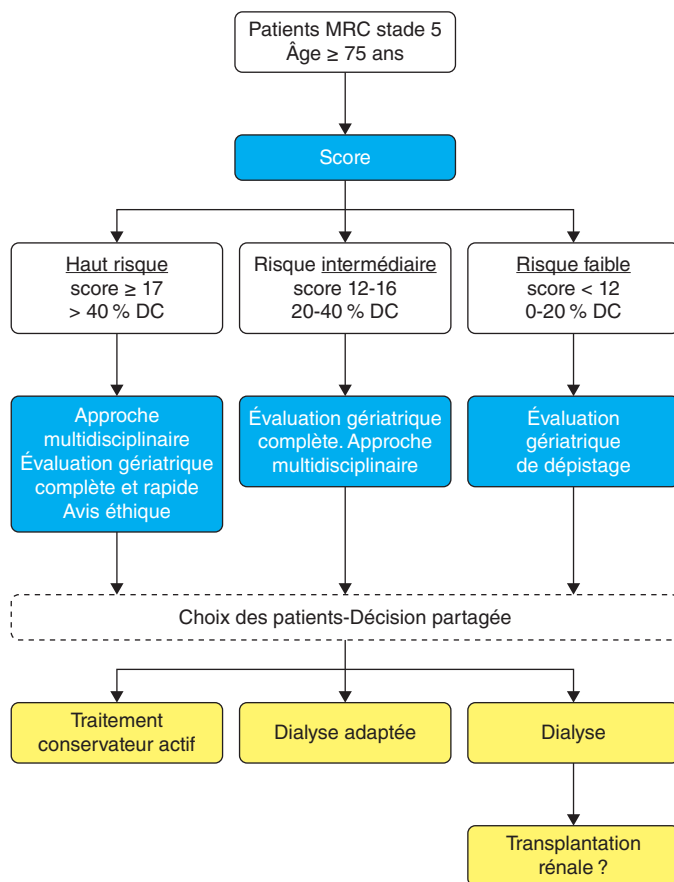 Patients MRC stade 5
Âge ≥ 75 ans
Score
Haut risque
score ≥ 17
> 40 % DC
Risque intermédiaire
score 12-16
20-40 % DC
Risque faible
score < 12
0-20 % DC
Approche
multidisciplinaire
Évaluation gériatrique
complète et rapide
Avis éthique
Évaluation gériatrique
complète. Approche
multidisciplinaire
Évaluation
gériatrique
de dépistage
Choix des patients-Décision partagée
Traitement
conservateur actif
Dialyse adaptée
Dialyse
Transplantation
rénale ?